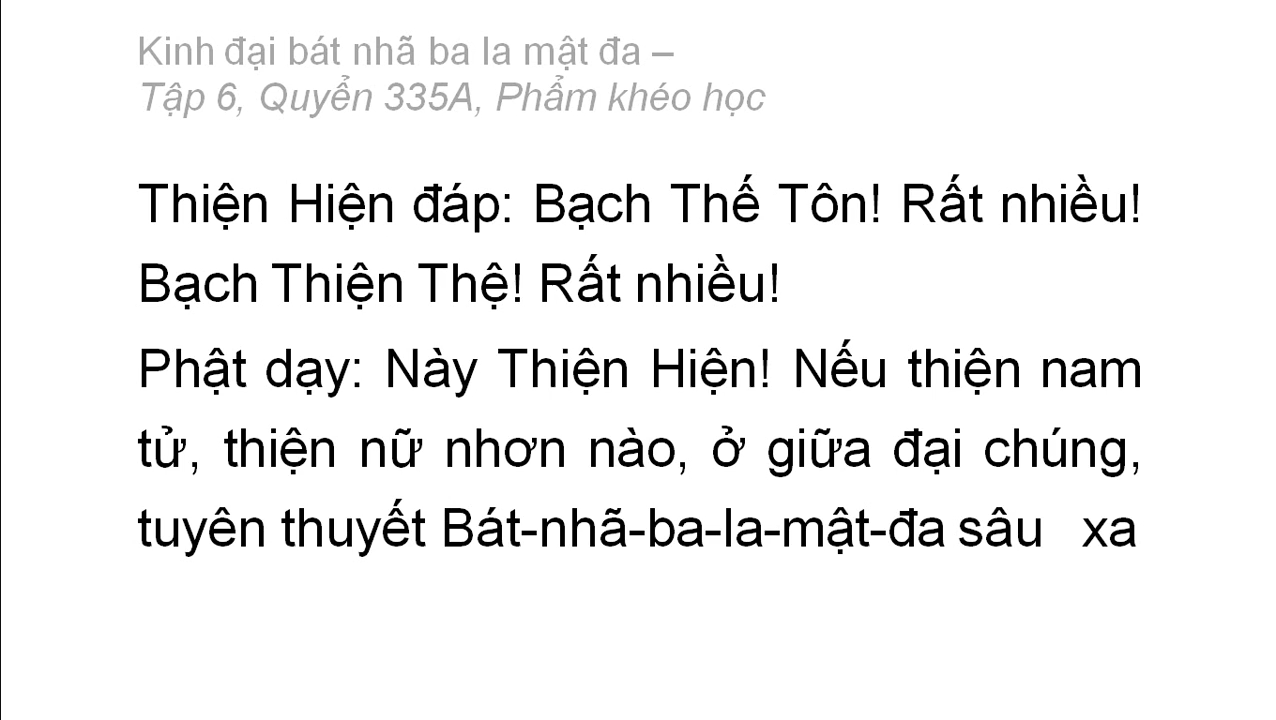 Kinh đại bát nhã ba la mật đa –
Tập 6, Quyển 335A, Phẩm khéo học
Thiện Hiện đáp: Bạch Thế Tôn! Rất nhiều!
Bạch Thiện Thệ! Rất nhiều!
Phật dạy: Này Thiện Hiện! Nếu thiện nam
tử, thiện nữ nhơn nào, ở giữa đại chúng,
tuyên thuyết Bát-nhã-ba-la-mật-đa sâu xa